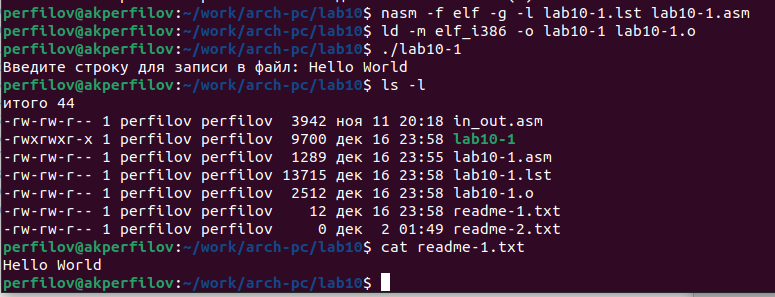 perfilov@akperfilov:~/work/arch-pc/lab10$ nasm -f elf -g -l lab10-1.lst lab10-1.asm
perfilov@akperfilov:~/work/arch-pc/lab10$ ld -m elf_i386 -o lab10-1 lab10-1.o
perfilov@akperfilov:~/work/arch-pc/lab10$ ./lab10-1
Введите строку для записи в файл: Hello World
perfilov@akperfilov:~/work/arch-pc/lab10$ ls -l
итого 44
-rw-rw-r-- 1 perfilov perfilov  3942 ноя 11 20:18 in_out.asm
-rwxrwxr-x 1 perfilov perfilov  9700 дек 16 23:58 lab10-1
-rw-rw-r-- 1 perfilov perfilov  1289 дек 16 23:55 lab10-1.asm
-rw-rw-r-- 1 perfilov perfilov 13715 дек 16 23:58 lab10-1.lst
-rw-rw-r-- 1 perfilov perfilov  2512 дек 16 23:58 lab10-1.o
-rw-rw-r-- 1 perfilov perfilov    12 дек 16 23:58 readme-1.txt
-rw-rw-r-- 1 perfilov perfilov     0 дек  2 01:49 readme-2.txt
perfilov@akperfilov:~/work/arch-pc/lab10$ cat readme-1.txt
Hello World
perfilov@akperfilov:~/work/arch-pc/lab10$